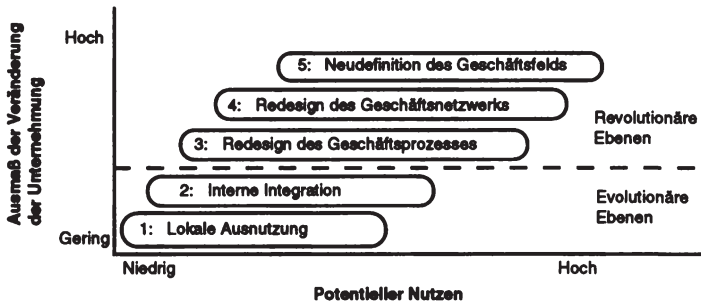 Hoch
Ausmaß der Veränderung
der Unternehmung
Gering
5: Neudefinition des Geschäftsfelds
4: Redesign des Geschäftsnetzwerks
3: Redesign des Geschäftsprozesses
Revolutionäre
Ebenen
2: Interne Integration
1: Lokale Ausnutzung
Evolutionäre
Ebenen
Niedrig
Hoch
Potentieller Nutzen